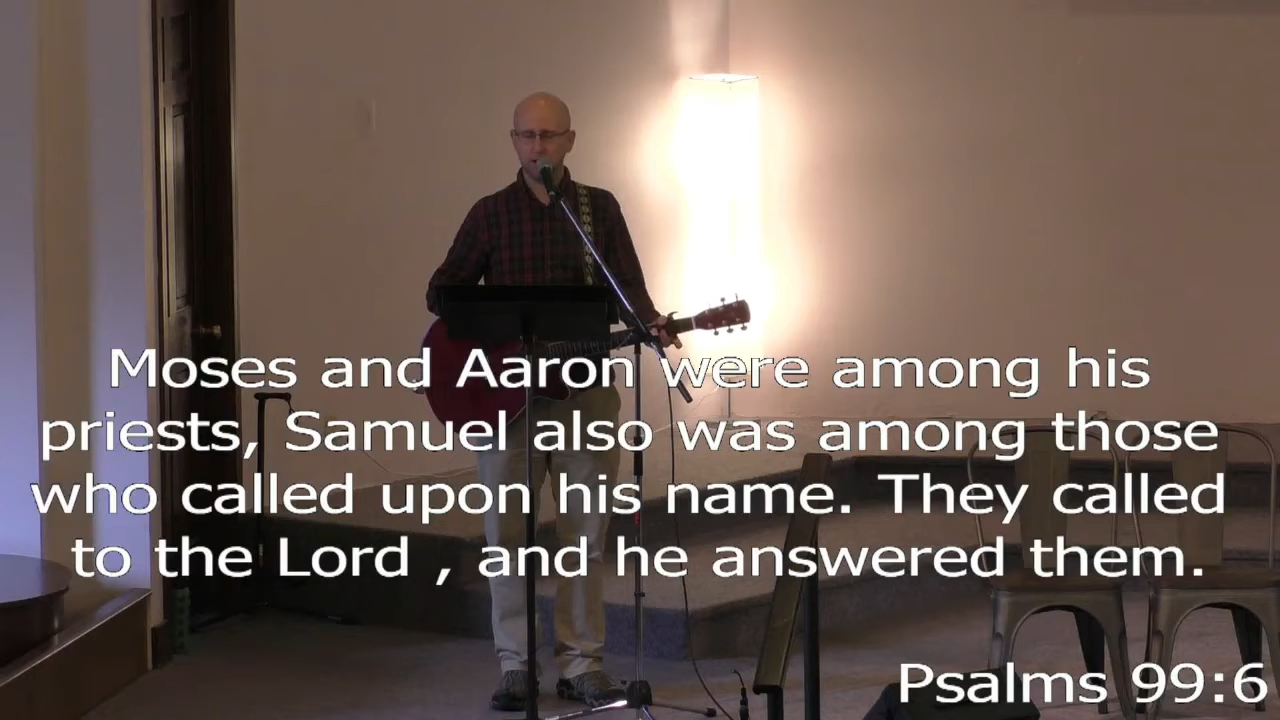 Moses and Aaron were among his
priests, Samuel also was among those
who called upon his name. They called
to the Lord , and he answered them.
Psalms 99:6